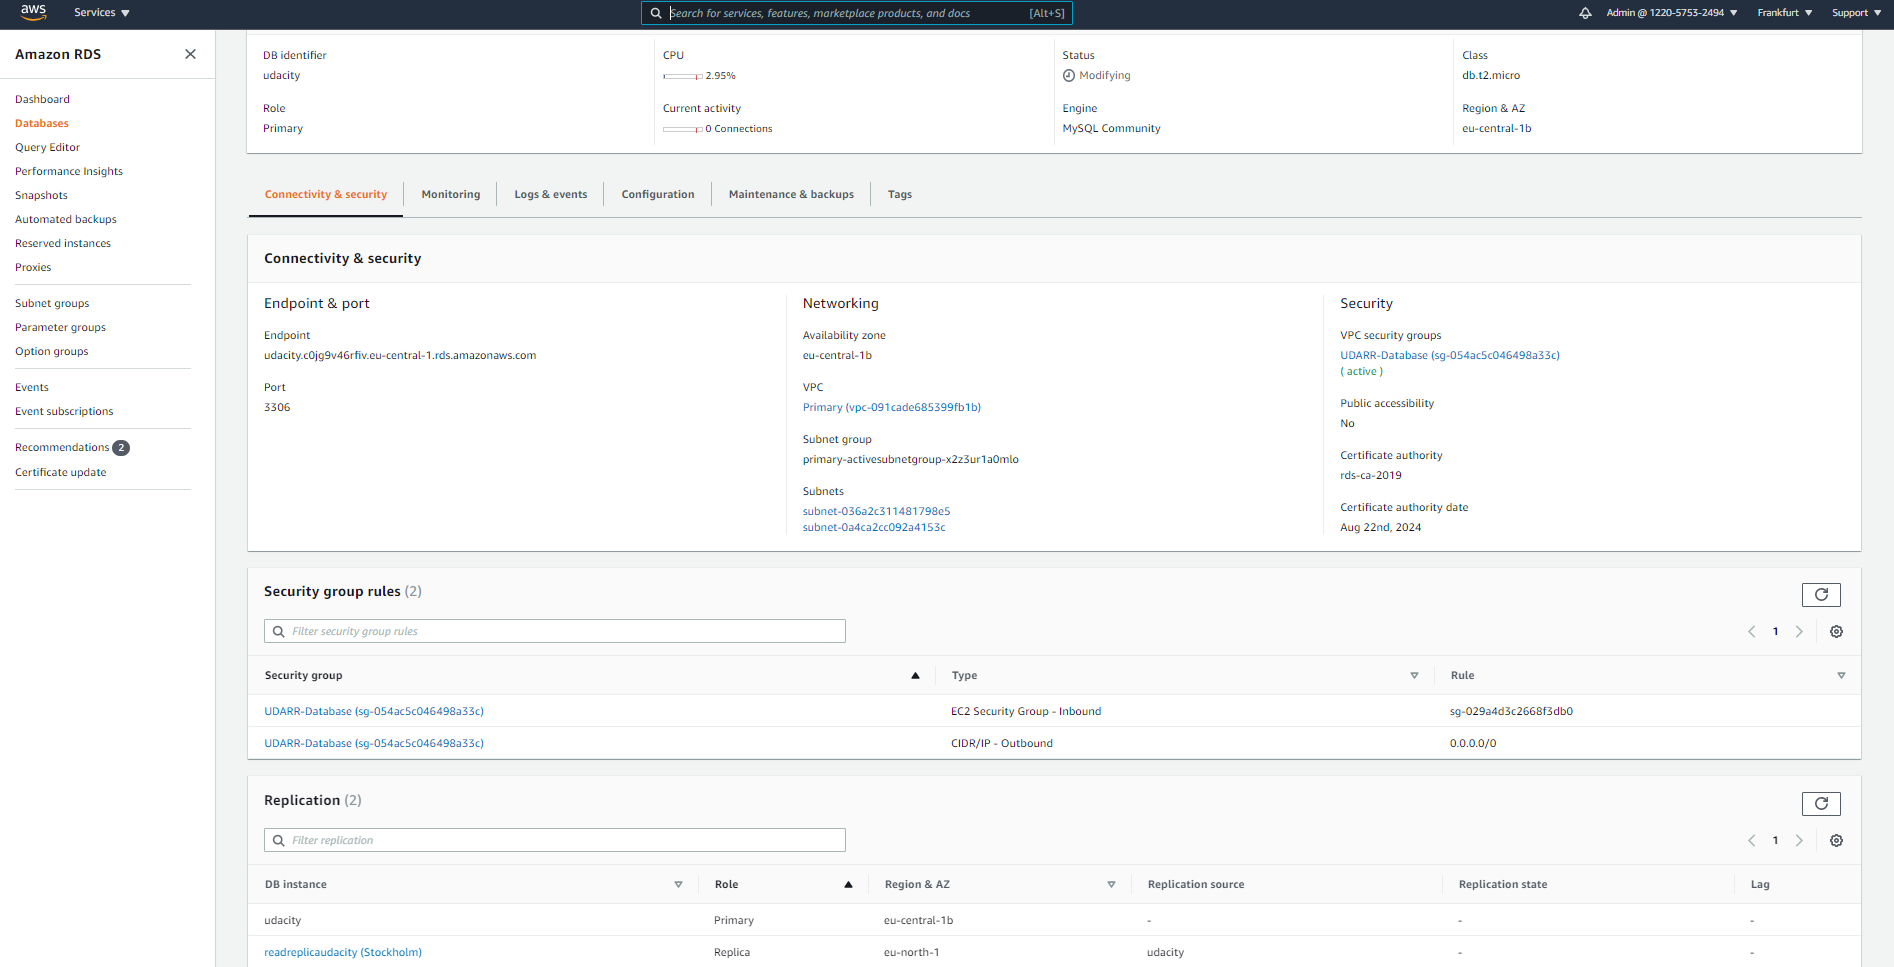 aws
Services
Search for services, features, marketplace products, and docs
[Alt+S]
Admin @ 1220-5753-2494
Frankfurt
Support
Amazon RDS
Dashboard
Databases
Query Editor
Performance Insights
Snapshots
Automated backups
Reserved instances
Proxies
Subnet groups
Parameter groups
Option groups
Events
Event subscriptions
Recommendations 2
Certificate update
DB identifier
udacity
CPU
2.95%
Status
Modifying
Class
db.t2.micro
Role
Primary
Current activity
0 Connections
Engine
MySQL Community
Region & AZ
eu-central-1b
Connectivity & security
Monitoring
Logs & events
Configuration
Maintenance & backups
Tags
Connectivity & security
Endpoint & port
Endpoint
udacity.c0jg9v46rfiv.eu-central-1.rds.amazonaws.com
Port
3306
Networking
Availability zone
eu-central-1b
VPC
Primary (vpc-091cade685399fb1b)
Subnet group
primary-activesubnetgroup-x2z3ur1a0mlo
Subnets
subnet-036a2c311481798e5
subnet-0a4ca2cc092a4153c
Security
VPC security groups
UDARR-Database (sg-054ac5c046498a33c)
( active )
Public accessibility
No
Certificate authority
rds-ca-2019
Certificate authority date
Aug 22nd, 2024
Security group rules (2)
Filter security group rules
1
Security group
Type
Rule
UDARR-Database (sg-054ac5c046498a33c)
EC2 Security Group - Inbound
sg-029a4d3c2668f3db0
UDARR-Database (sg-054ac5c046498a33c)
CIDR/IP - Outbound
0.0.0.0/0
Replication (2)
Filter replication
1
DB instance
Role
Region & AZ
Replication source
Replication state
Lag
udacity
Primary
eu-central-1b
-
-
-
readreplicaudacity (Stockholm)
Replica
eu-north-1
udacity
-
-